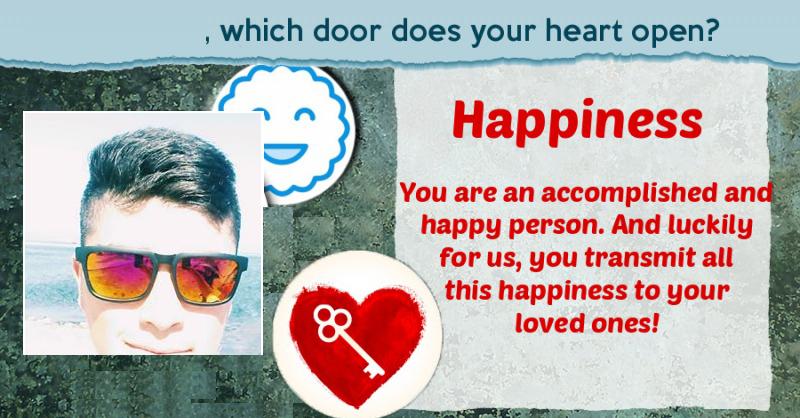 , which door does your heart open?
Happiness
You are an accomplished and
happy person. And luckily
for us, you transmit all
this happiness to your
loved ones!